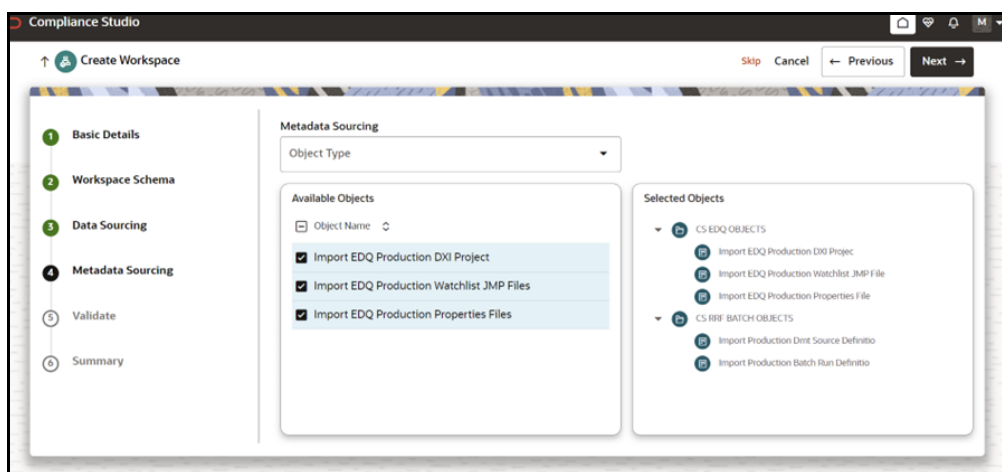 Compliance Studio
M
Create Workspace
Skip Cancel ← Previous Next →
1 Basic Details
2 Workspace Schema
3 Data Sourcing
4 Metadata Sourcing
5 Validate
6 Summary
Metadata Sourcing
Object Type
Available Objects
Object Name
Import EDQ Production DXI Project
Import EDQ Production Watchlist JMP Files
Import EDQ Production Properties Files
Selected Objects
CS EDQ OBJECTS
Import EDQ Production DXI Projec
Import EDQ Production Watchlist JMP File
Import EDQ Production Properties File
CS RRF BATCH OBJECTS
Import Production Dmt Source Definitio
Import Production Batch Run Definitio